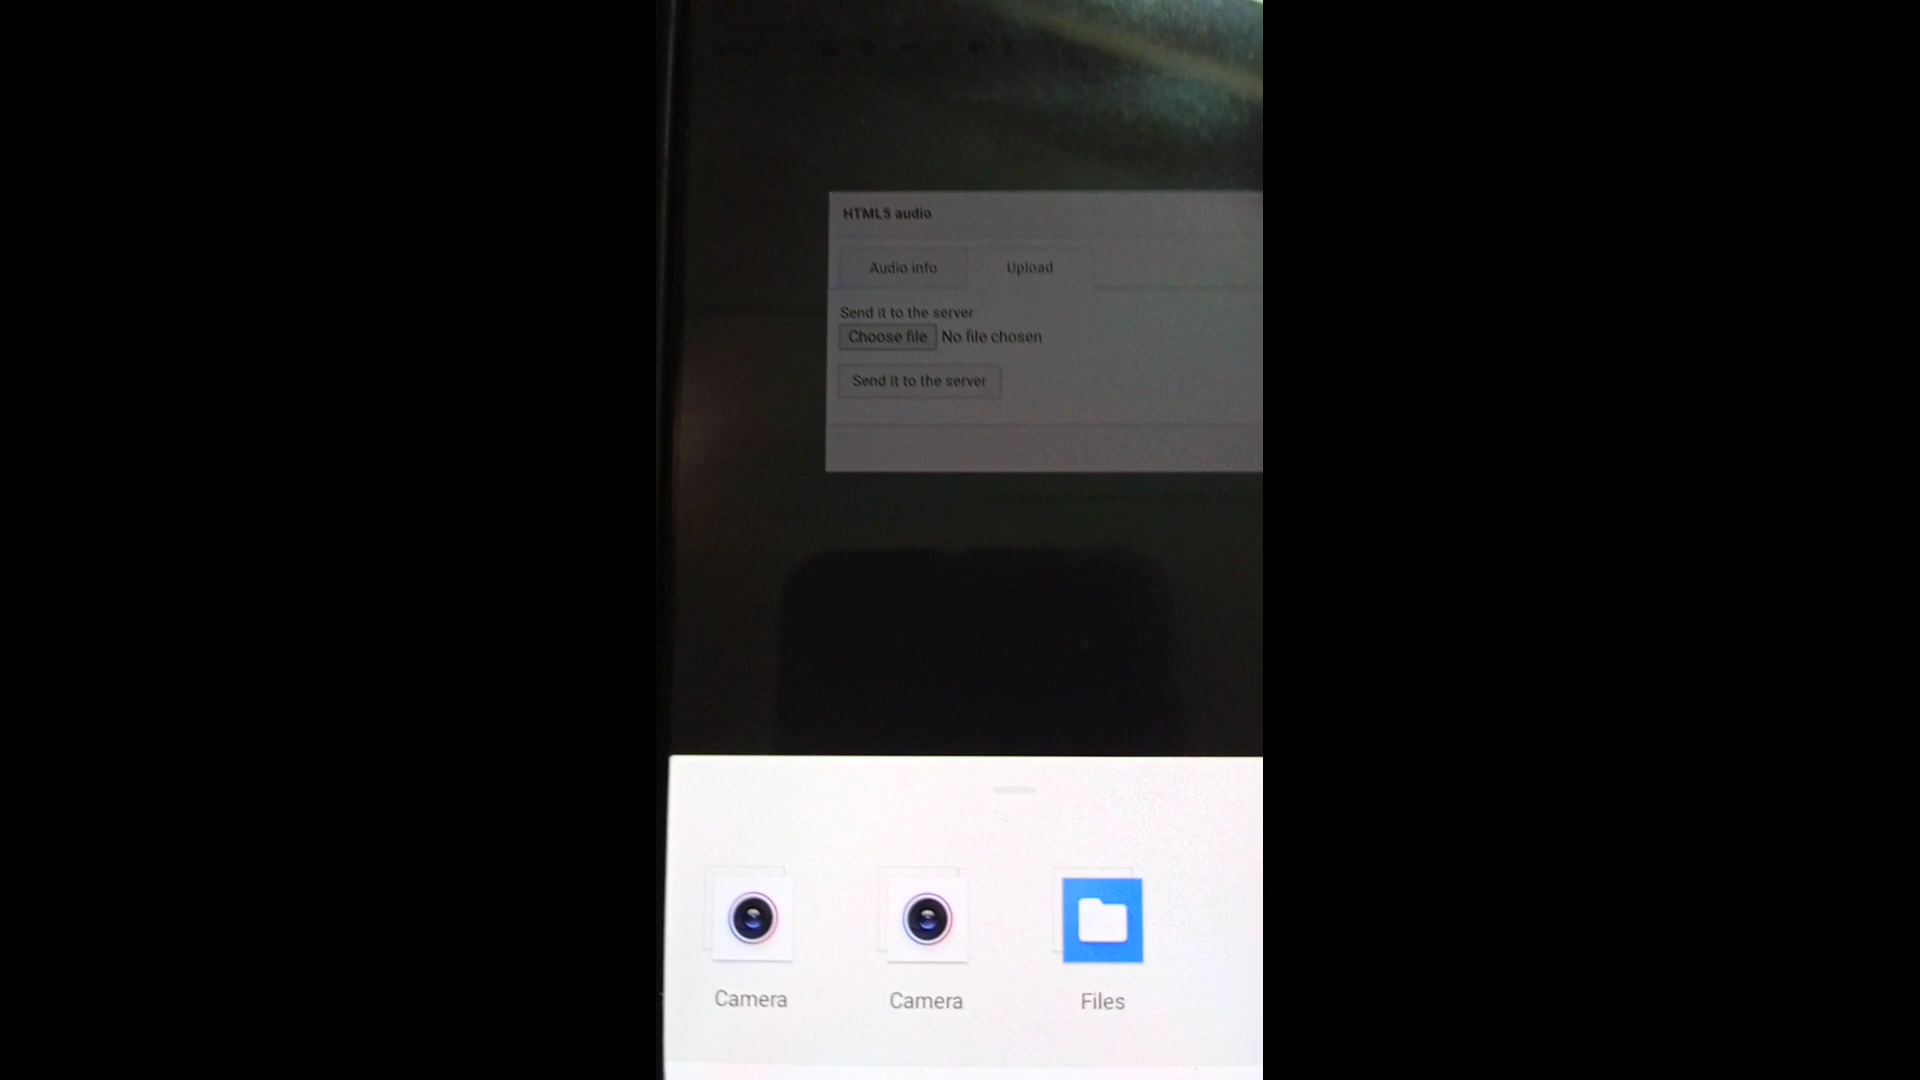 HTML5 audio
Audio info Upload
Send it to the server
Choose file No file chosen
Send it to the server
Camera Camera Files